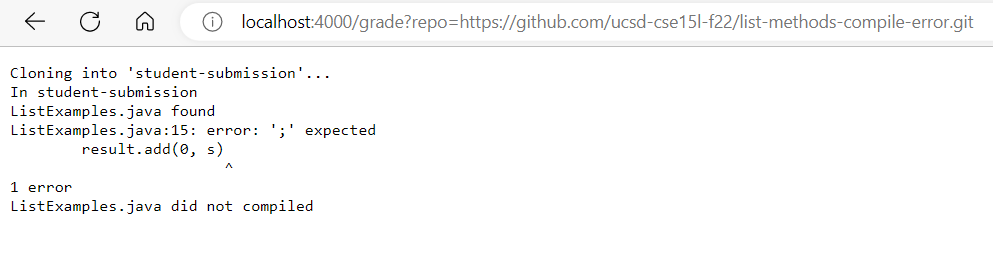 localhost:4000/grade?repo=https://github.com/ucsd-cse15l-f22/list-methods-compile-error.git
Cloning into 'student-submission'...
In student-submission
ListExamples.java found
ListExamples.java:15: error: ';' expected
        result.add(0, s)
                        ^
1 error
ListExamples.java did not compiled